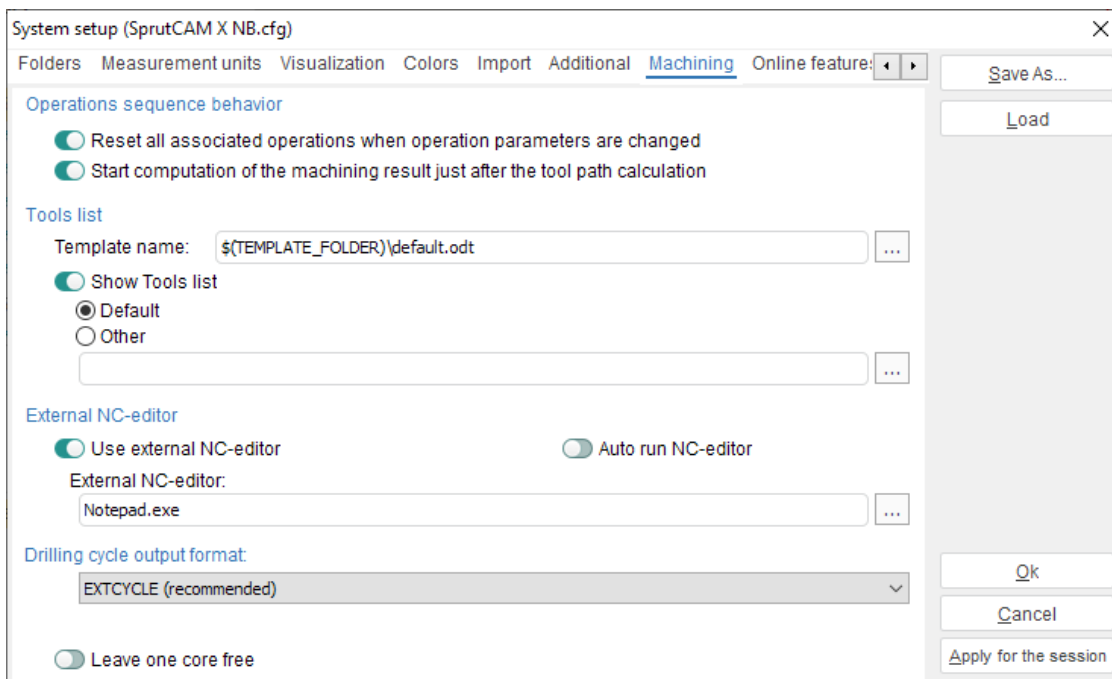 System setup (SprutCAM X NB.cfg)
Folders Measurement units Visualization Colors Import Additional Machining Online features
Save As...
Load
Operations sequence behavior
Reset all associated operations when operation parameters are changed
Start computation of the machining result just after the tool path calculation
Tools list
Template name: $(TEMPLATE_FOLDER)\default.odt ...
Show Tools list
Default
Other
...
External NC-editor
Use external NC-editor Auto run NC-editor
External NC-editor:
Notepad.exe ...
Drilling cycle output format:
EXTCYCLE (recommended)
Leave one core free
Ok
Cancel
Apply for the session